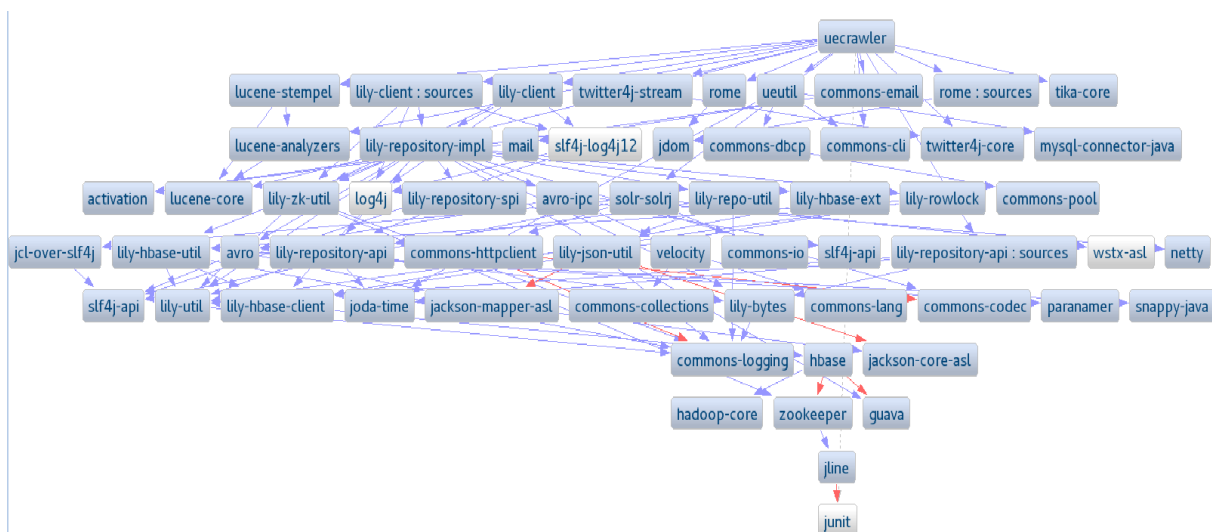 uecrawler
lucene-stempel lily-client : sources lily-client twitter4j-stream rome ueutil commons-email rome : sources tika-core
lucene-analyzers lily-repository-impl mail slf4j-log4j12 jdom commons-dbcp commons-cli twitter4j-core mysql-connector-java
activation lucene-core lily-zk-util log4j lily-repository-spi avro-ipc solr-solrj lily-repo-util lily-hbase-ext lily-rowlock commons-pool
jcl-over-slf4j lily-hbase-util avro lily-repository-api commons-httpclient lily-json-util velocity commons-io slf4j-api lily-repository-api : sources wstx-asl netty
slf4j-api lily-util lily-hbase-client joda-time jackson-mapper-asl commons-collections lily-bytes commons-lang commons-codec paranamer snappy-java
commons-logging hbase jackson-core-asl
hadoop-core zookeeper guava
jline
junit